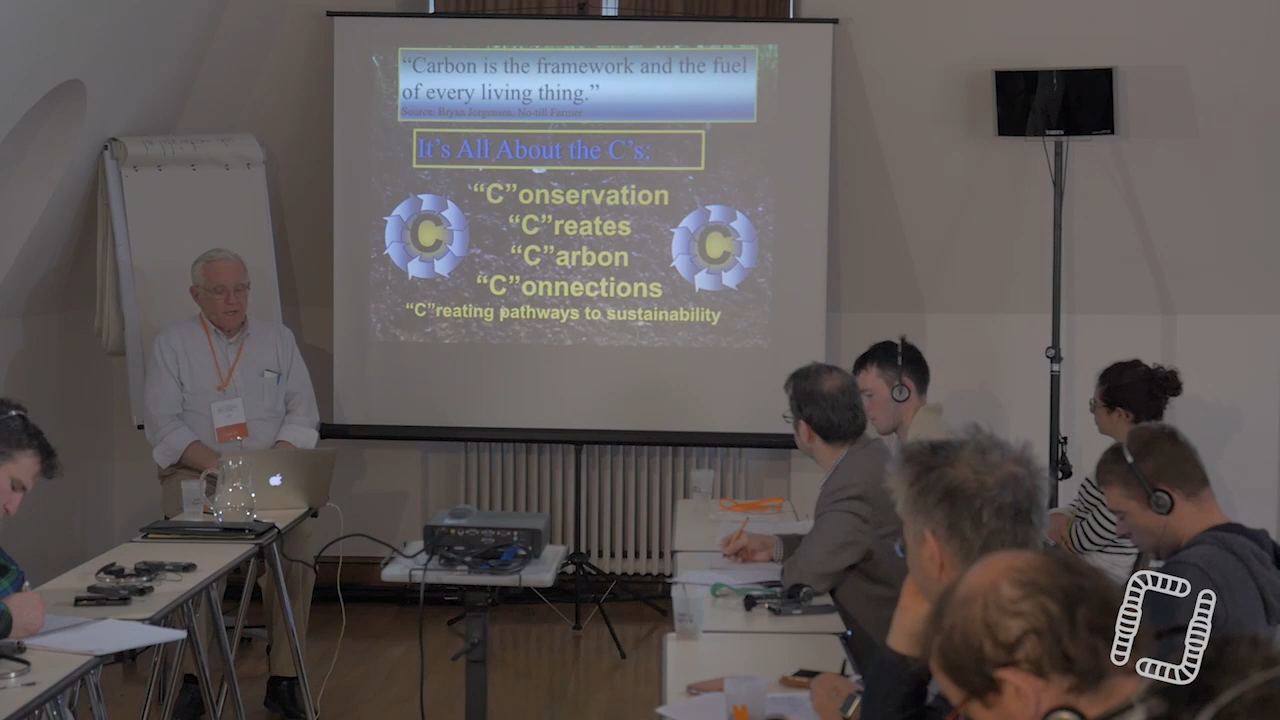 “Carbon is the framework and the fuel
of every living thing.”
Source: Bryan Jorgensen, No-till Farmer
It’s All About the C’s:
“C”onservation
“C”reates
“C”arbon
“C”onnections
“C”reating pathways to sustainability
C
C